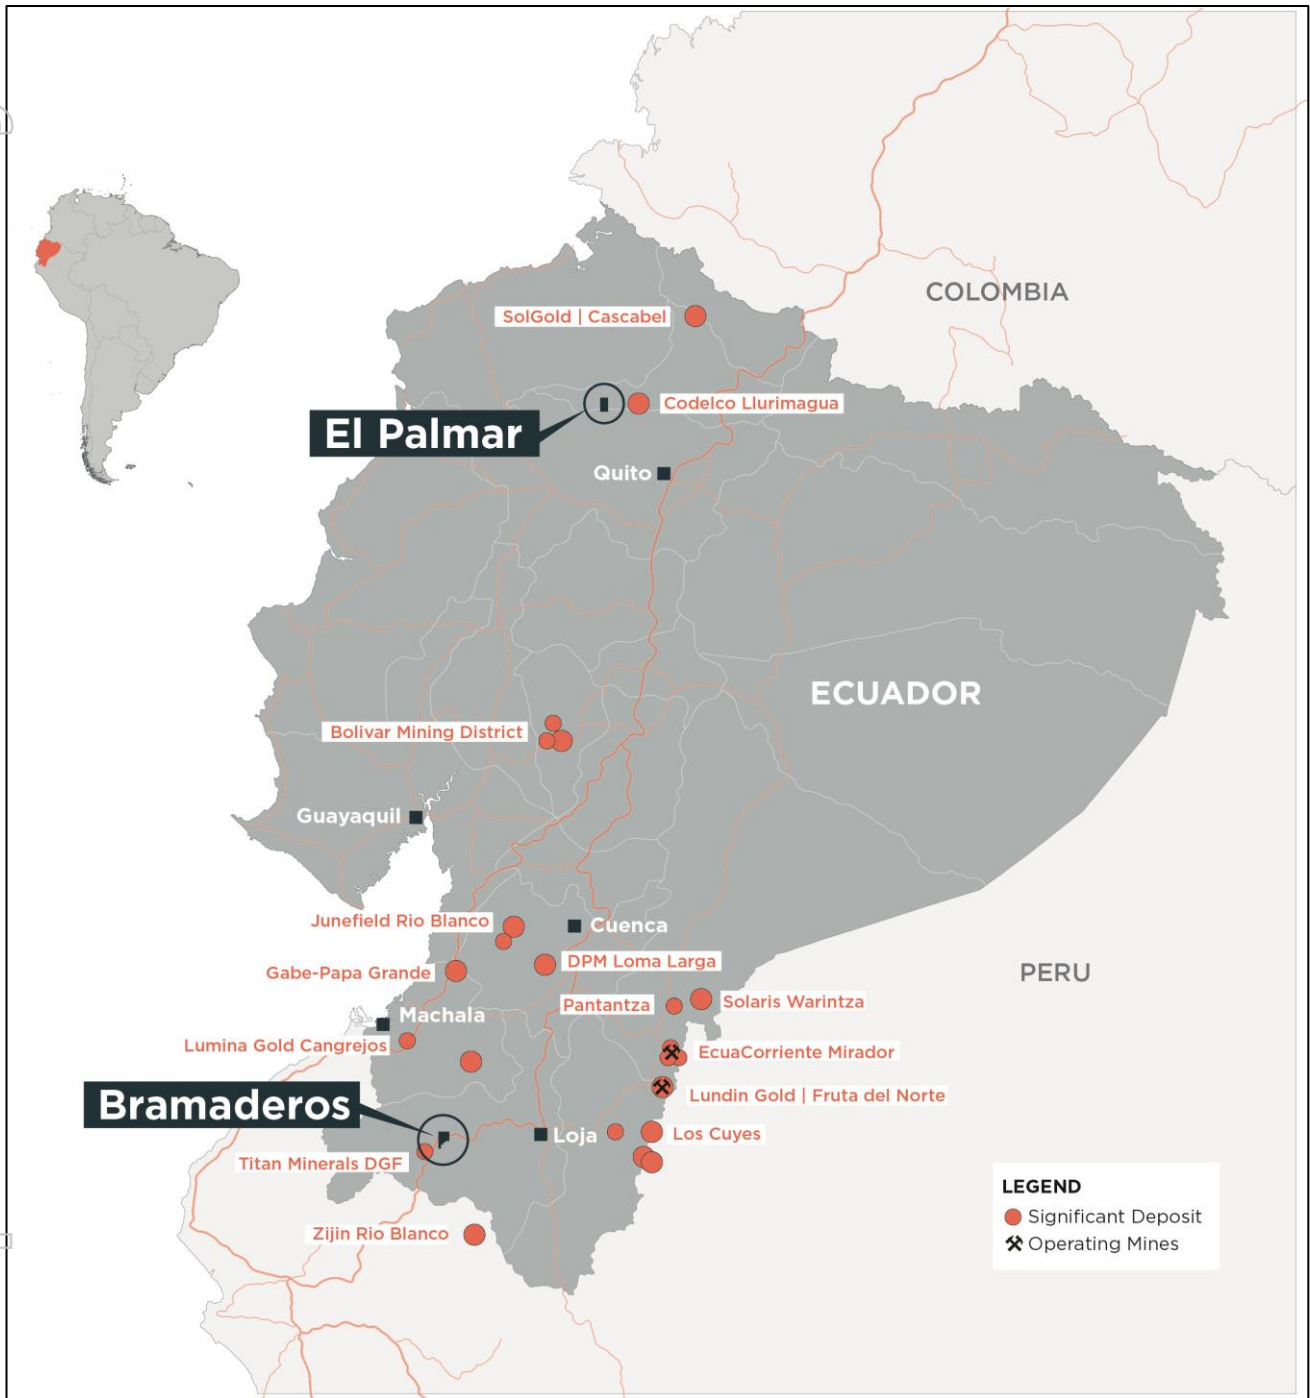 COLOMBIA
SolGold | Cascabel
Codelco Llurimagua
El Palmar
Quito
ECUADOR
Bolivar Mining District
Guayaquil
Junefield Rio Blanco
Cuenca
DPM Loma Larga
Gabe-Papa Grande
PERU
Pantantza
Solaris Warintza
Machala
Lumina Gold Cangrejos
EcuaCorriente Mirador
Lundin Gold | Fruta del Norte
Bramaderos
Loja
Los Cuyes
Titan Minerals DGF
Zijin Rio Blanco
LEGEND
Significant Deposit
Operating Mines